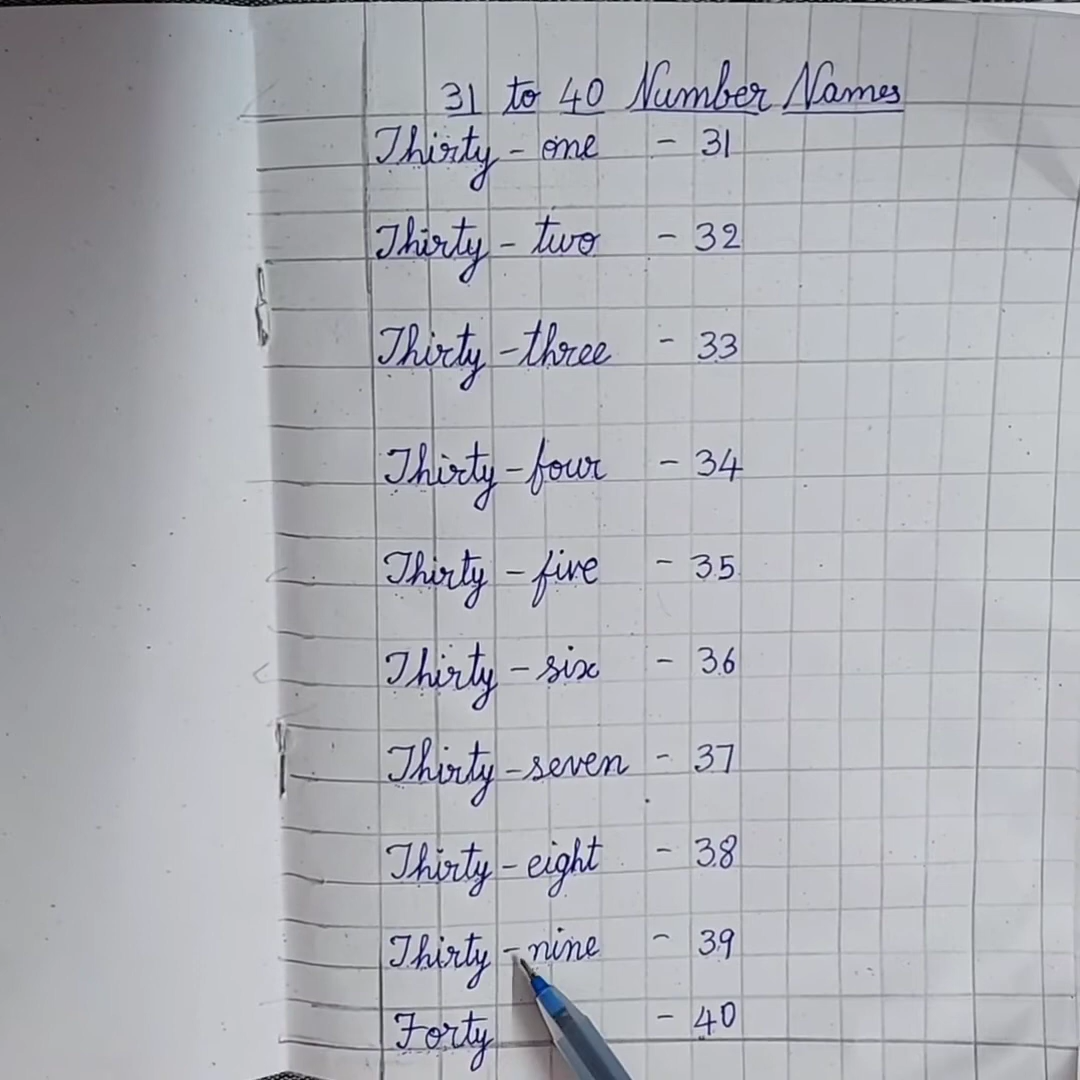 31 to 40 Number Names
Thirty - one - 31
Thirty - two - 32
Thirty - three - 33
Thirty - four - 34
Thirty - five - 35
Thirty - six - 36
Thirty - seven - 37
Thirty - eight - 38
Thirty - nine - 39
Forty - 40